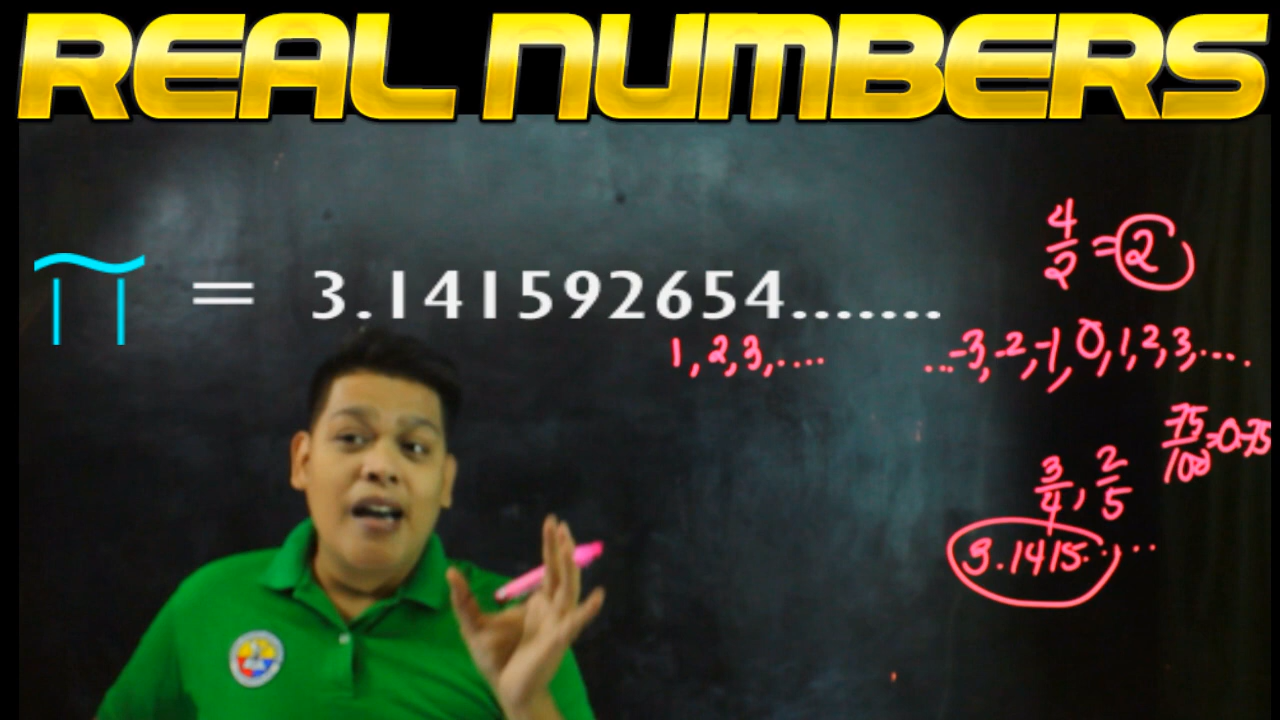 REAL NUMBERS
4/2 = 2
π = 3.141592654.......
1, 2, 3, ....
...-3, -2, -1, 0, 1, 2, 3, ....
75/100 = 0.75
3/4, 2/5
3.1415.....